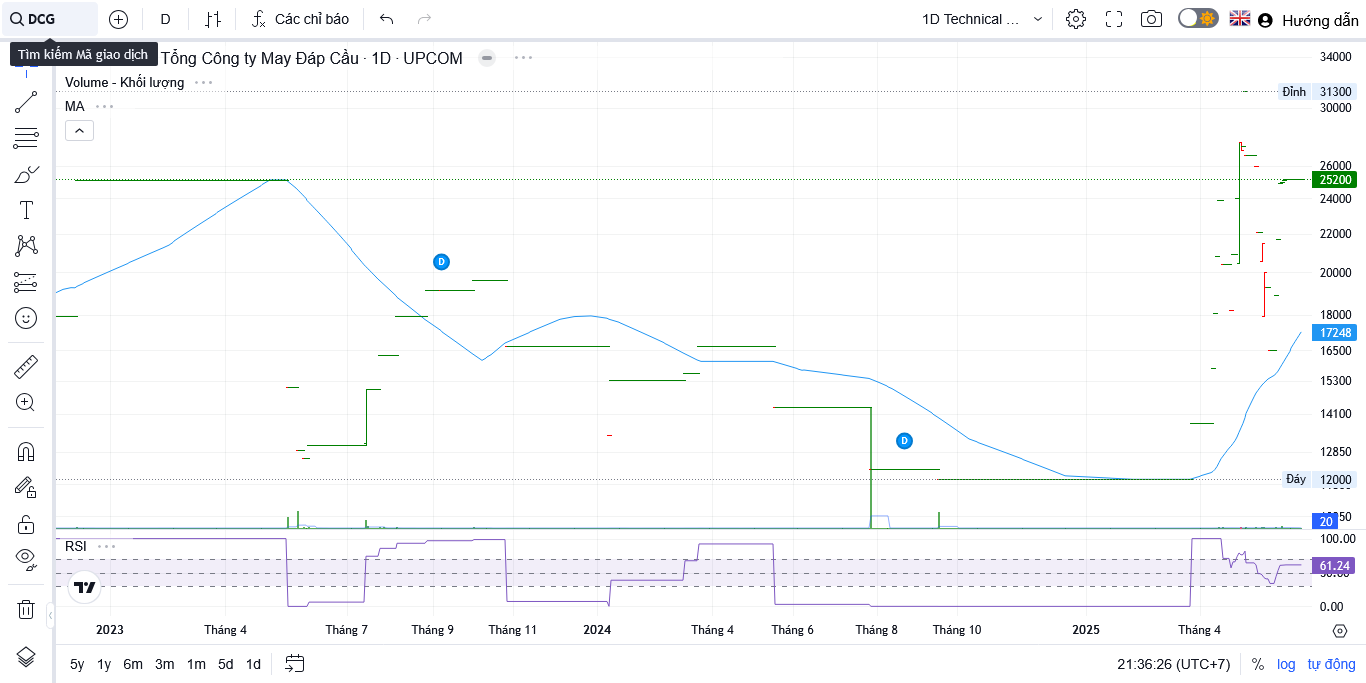 DCG D Các chỉ báo 1D Technical ... Hướng dẫn
Tìm kiếm Mã giao dịch
Tổng Công ty May Đáp Cầu · 1D · UPCOM
Volume - Khối lượng
MA
34000
Đỉnh 31300
30000
26000
25200
24000
22000
20000
18000
17248
16500
15300
14100
12850
Đáy 12000
20
D
D
RSI
100.00
61.24
0.00
2023 Tháng 4 Tháng 7 Tháng 9 Tháng 11 2024 Tháng 4 Tháng 6 Tháng 8 Tháng 10 2025 Tháng 4
5y 1y 6m 3m 1m 5d 1d 21:36:26 (UTC+7) % log tự động